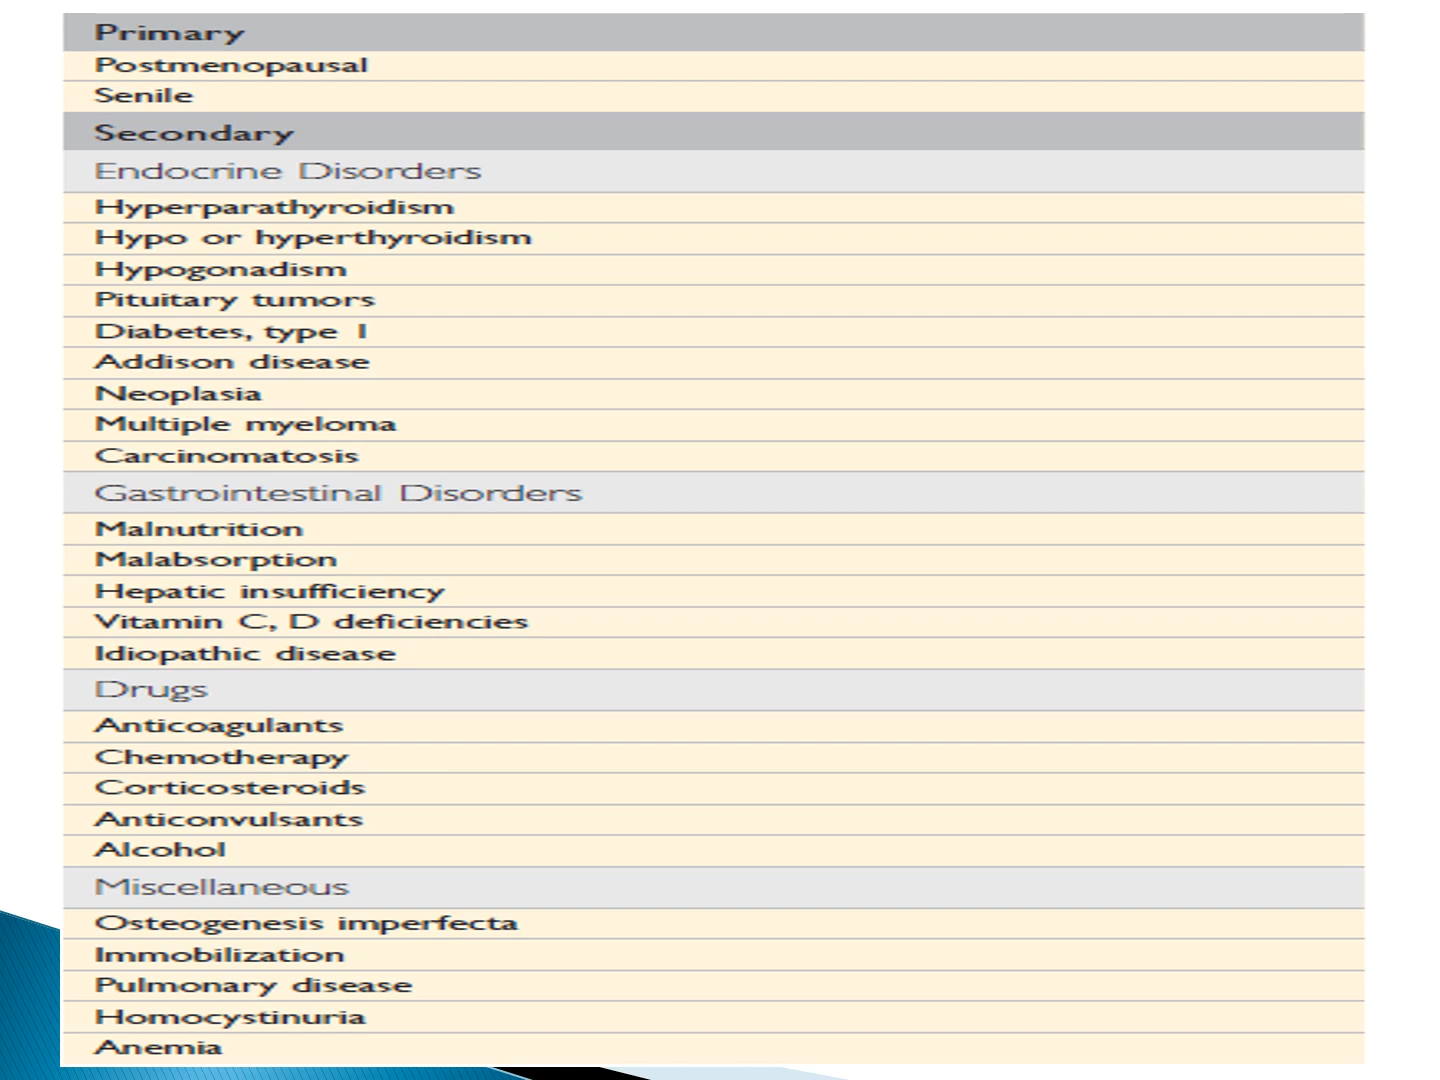 Primary
Postmenopausal
Senile
Secondary
Endocrine Disorders
Hyperparathyroidism
Hypo or hyperthyroidism
Hypogonadism
Pituitary tumors
Diabetes, type 1
Addison disease
Neoplasia
Multiple myeloma
Carcinomatosis
Gastrointestinal Disorders
Malnutrition
Malabsorption
Hepatic insufficiency
Vitamin C, D deficiencies
Idiopathic disease
Drugs
Anticoagulants
Chemotherapy
Corticosteroids
Anticonvulsants
Alcohol
Miscellaneous
Osteogenesis imperfecta
Immobilization
Pulmonary disease
Homocystinuria
Anemia